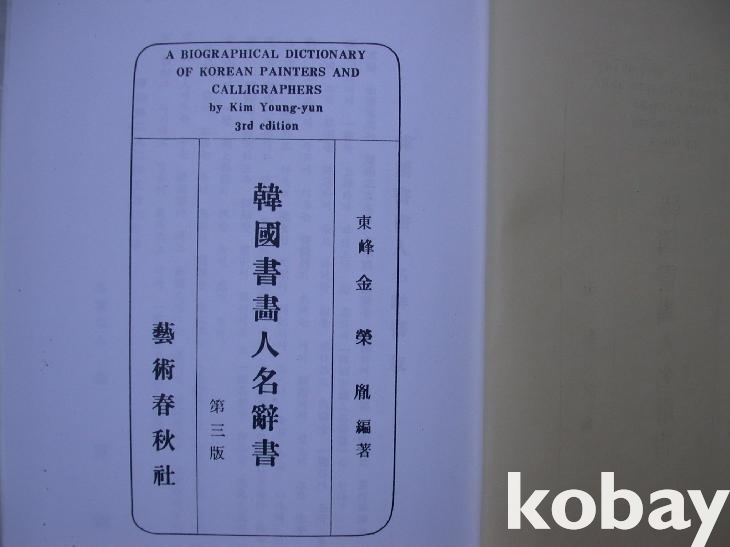 A BIOGRAPHICAL DICTIONARY
OF KOREAN PAINTERS AND
CALLIGRAPHERS
by Kim Young-yun
3rd edition
東峰 金榮胤 編著
韓國書畵人名辭書
第三版
藝術春秋社
kobay